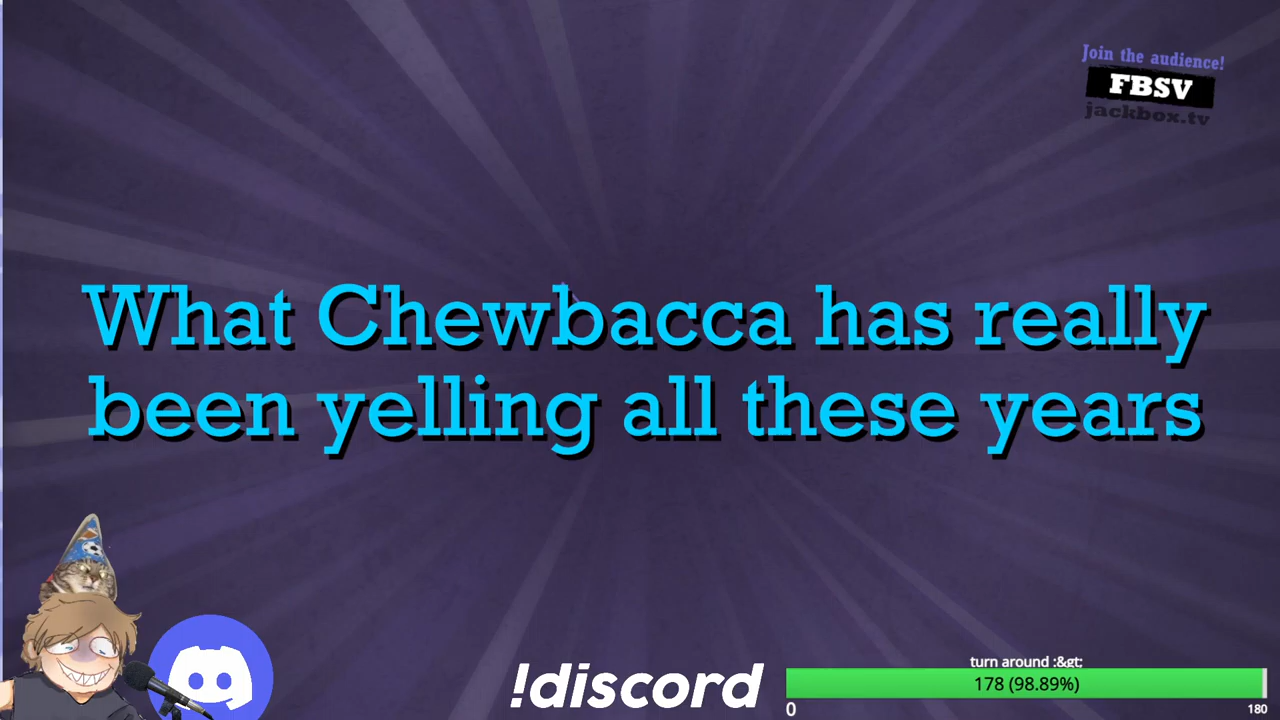 Join the audience!
FBSV
jackbox.tv
What Chewbacca has really
been yelling all these years
!discord
turn around :&gt;
178 (98.89%)
0
180